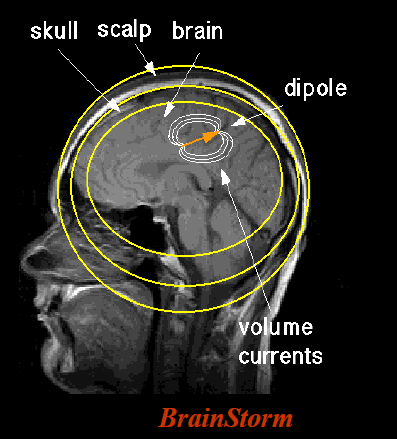 skull scalp brain
dipole
volume
currents
BrainStorm